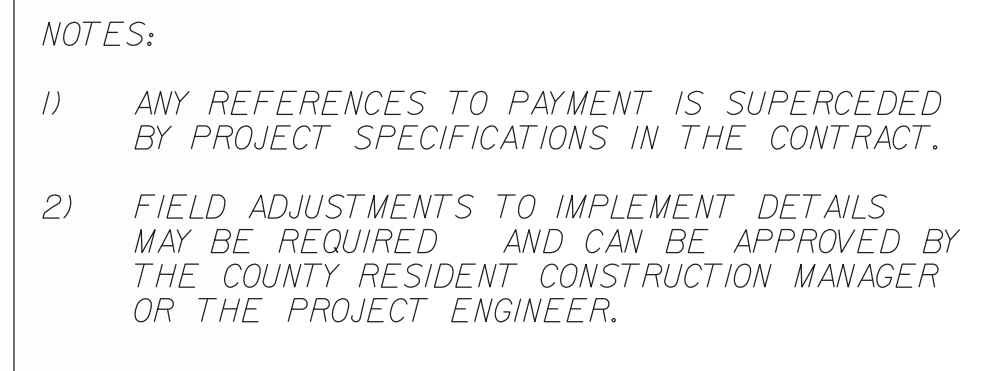 NOTES:
1) ANY REFERENCES TO PAYMENT IS SUPERCEDED
BY PROJECT SPECIFICATIONS IN THE CONTRACT.
2) FIELD ADJUSTMENTS TO IMPLEMENT DETAILS
MAY BE REQUIRED AND CAN BE APPROVED BY
THE COUNTY RESIDENT CONSTRUCTION MANAGER
OR THE PROJECT ENGINEER.